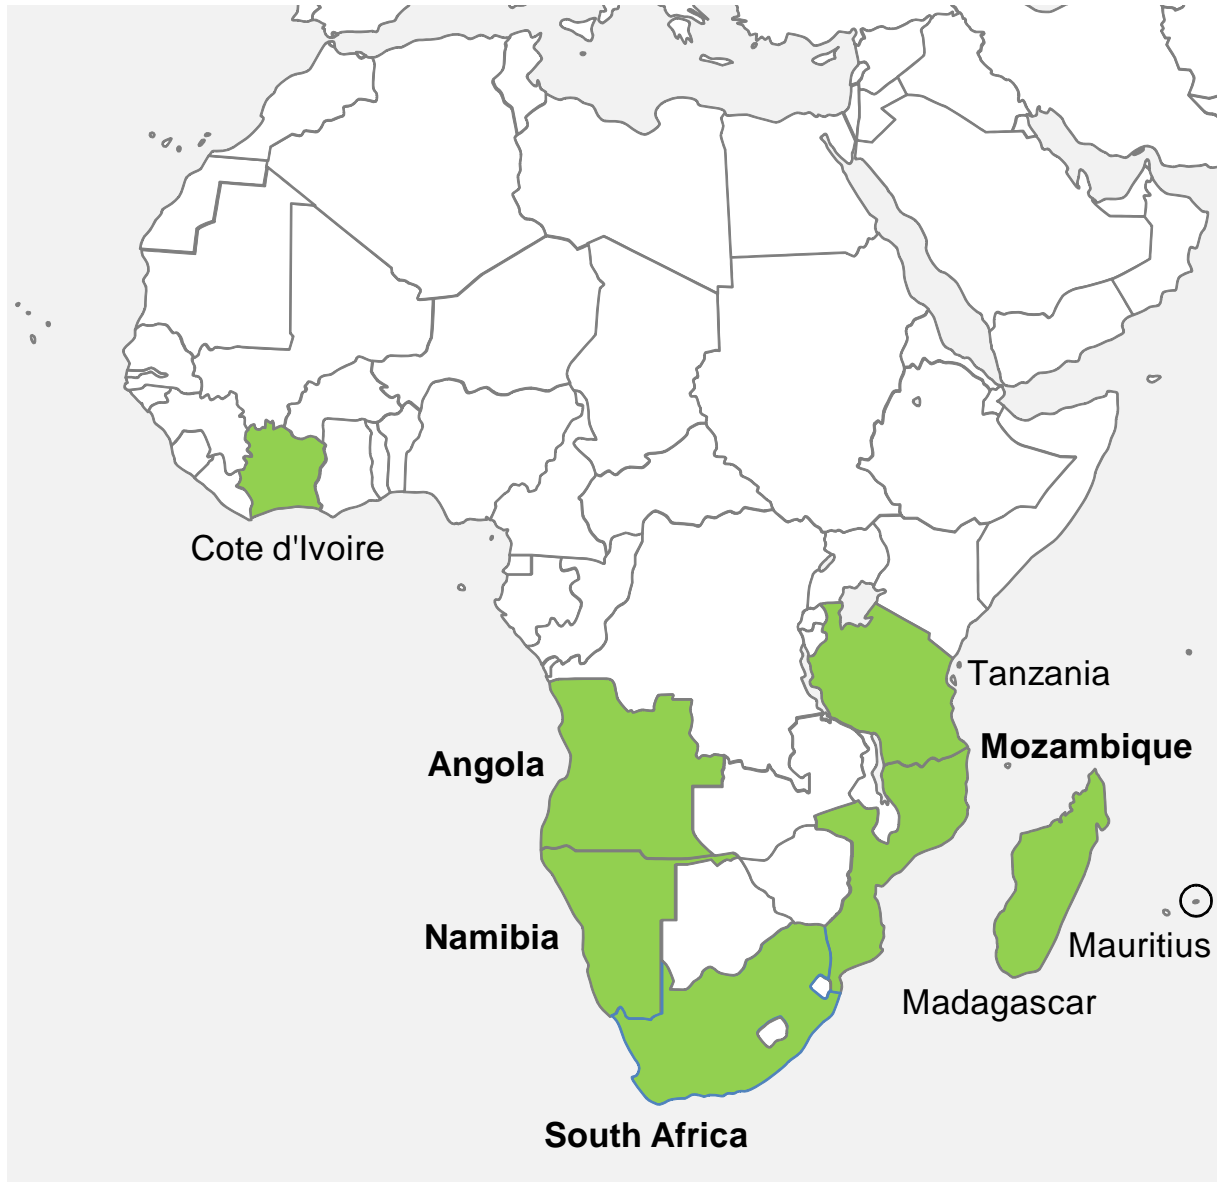 Cote d'Ivoire
Tanzania
Mozambique
Angola
Namibia
Mauritius
Madagascar
South Africa